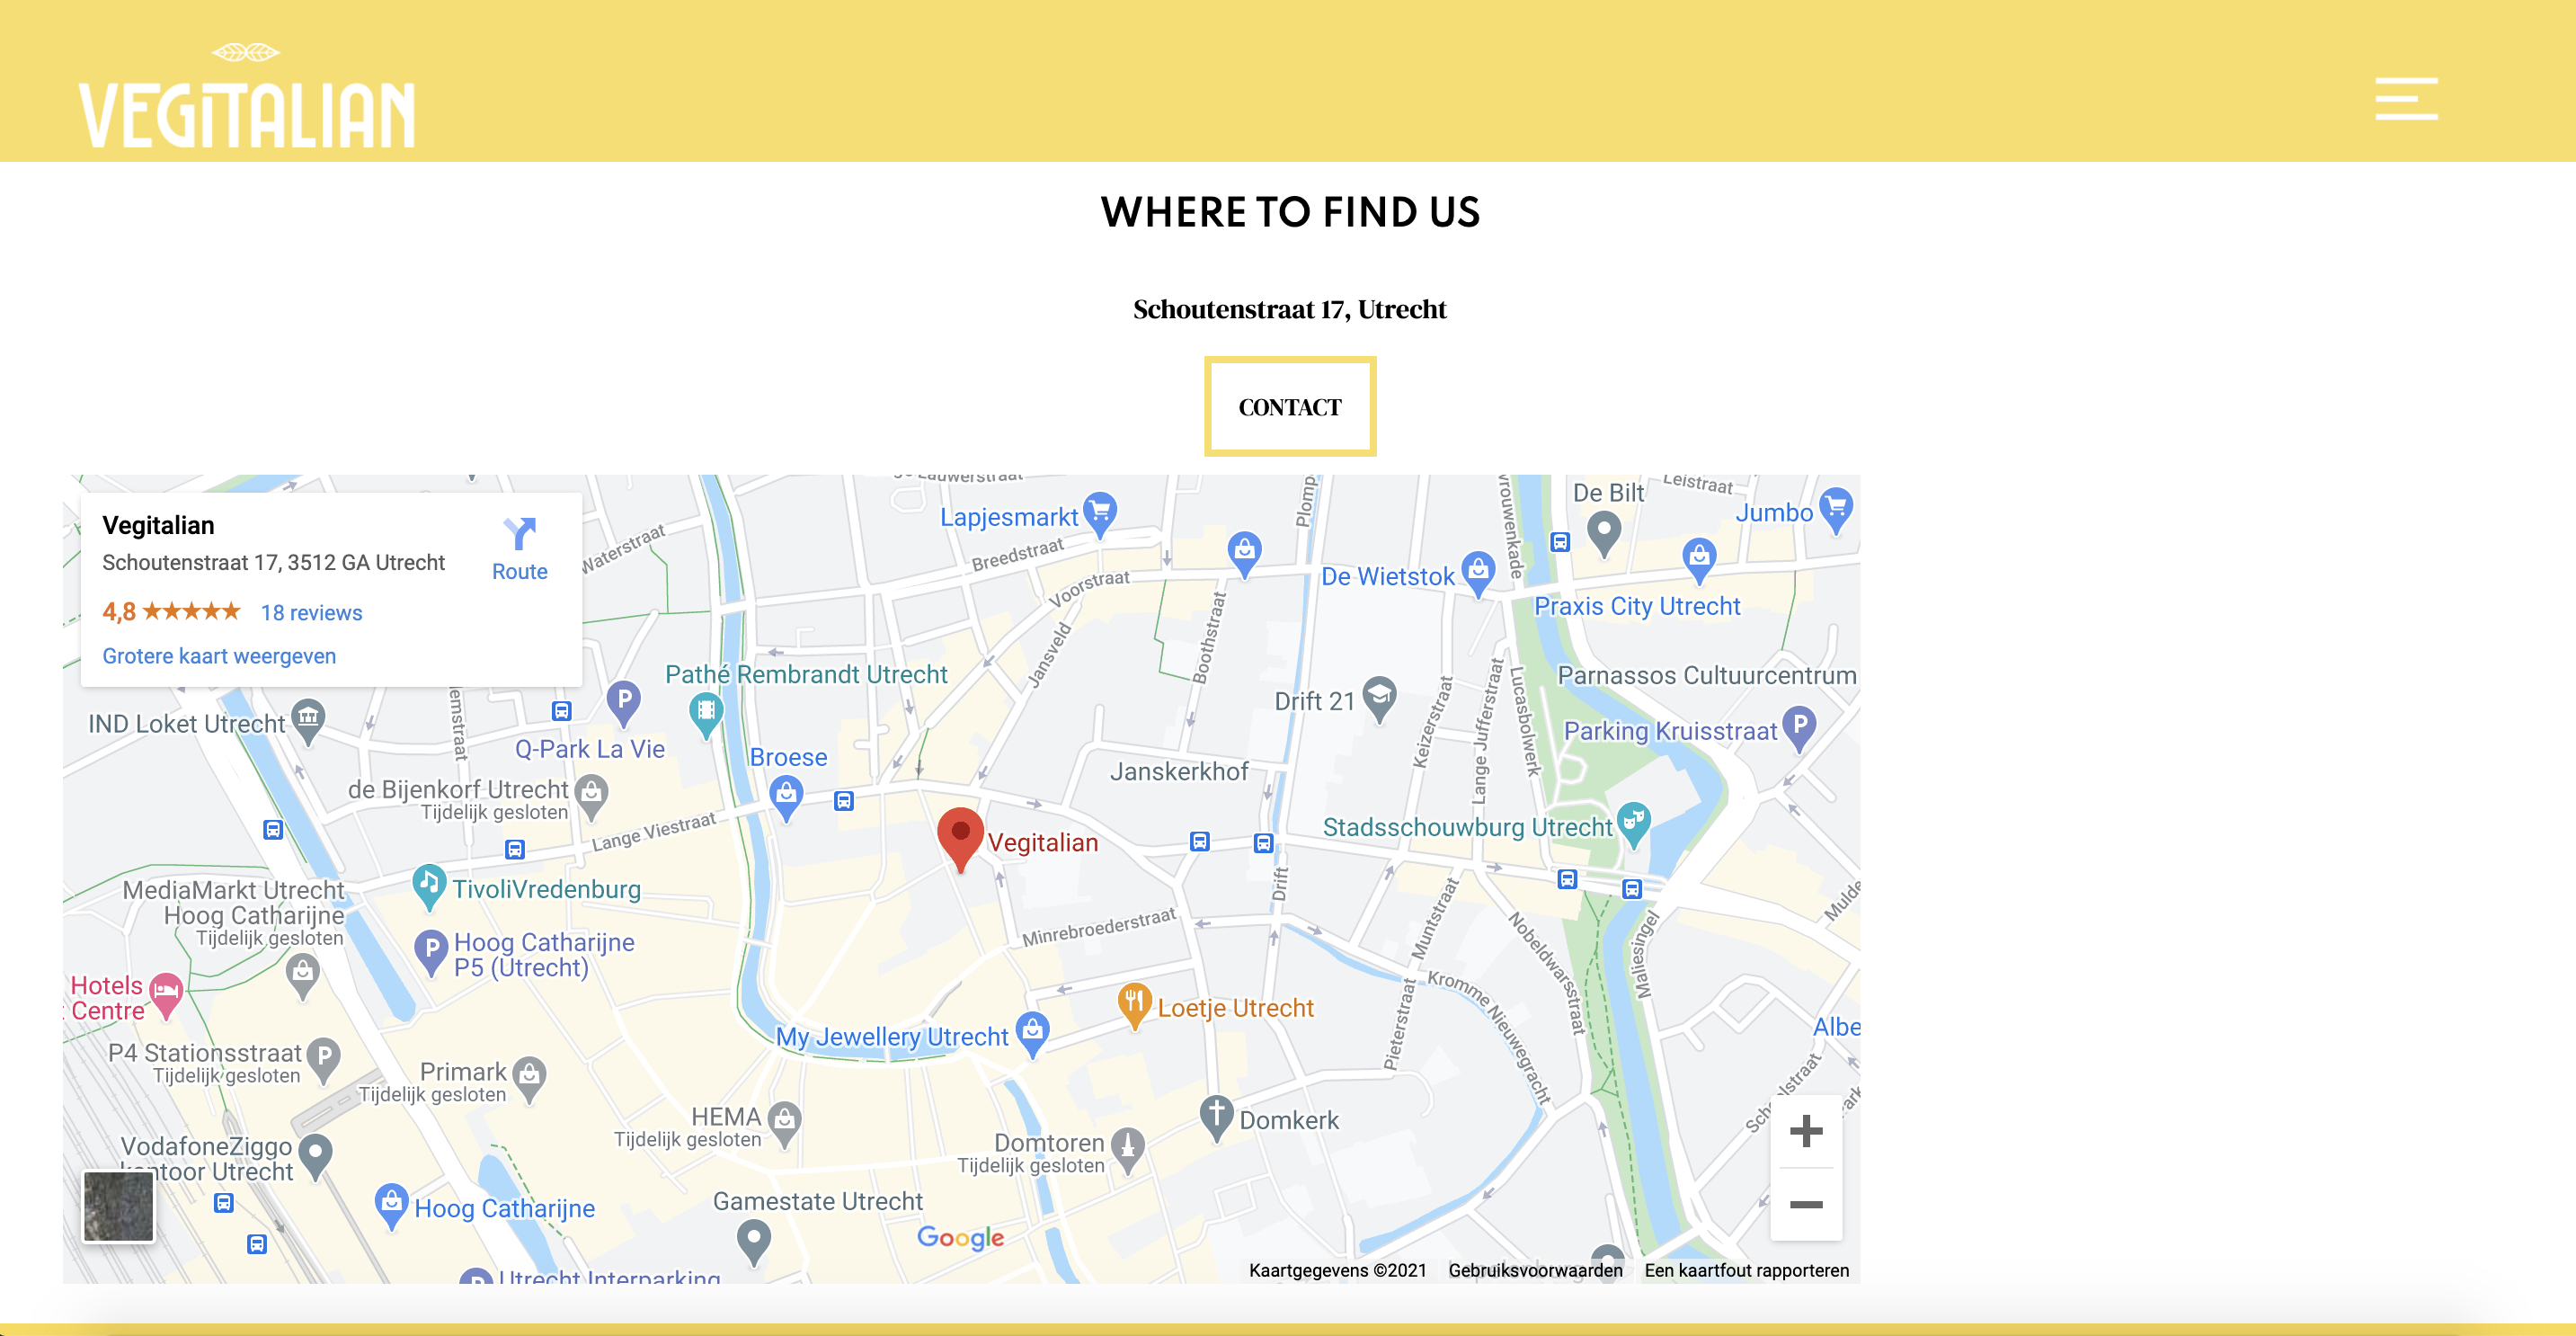 VEGiTALIAN
WHERE TO FIND US
Schoutenstraat 17, Utrecht
CONTACT
Vegitalian
Schoutenstraat 17, 3512 GA Utrecht
Route
4,8
18 reviews
Grotere kaart weergeven
Lauwerstraat
Lapjesmarkt
Breedstraat
Waterstraat
Voorstraat
Plomp
De Bilt
Leistraat
Jumbo
De Wietstok
vrouwenkade
Praxis City Utrecht
Jansveld
Boothstraat
Pathé Rembrandt Utrecht
Parnassos Cultuurcentrum
IND Loket Utrecht
Q-Park La Vie
Drift 21
Keizerstraat
Lange Jufferstraat
Lucasbolwerk
Parking Kruisstraat
Broese
Janskerkhof
de Bijenkorf Utrecht
Tijdelijk gesloten
Lange Viestraat
Vegitalian
Stadsschouwburg Utrecht
MediaMarkt Utrecht
Hoog Catharijne
Tijdelijk gesloten
TivoliVredenburg
Drift
Hoog Catharijne
P5 (Utrecht)
Minrebroederstraat
Muntstraat
Nobeldwarsstraat
Maliesingel
Mulde
Hotels
Centre
Kromme Nieuwegracht
Pieterstraat
Loetje Utrecht
My Jewellery Utrecht
Albe
P4 Stationsstraat
Tijdelijk gesloten
Primark
Tijdelijk gesloten
HEMA
Tijdelijk gesloten
Domkerk
Domtoren
Tijdelijk gesloten
VodafoneZiggo
kantoor Utrecht
Hoog Catharijne
Gamestate Utrecht
Google
Utrecht Interparking
Kaartgegevens ©2021
Gebruiksvoorwaarden
Een kaartfout rapporteren